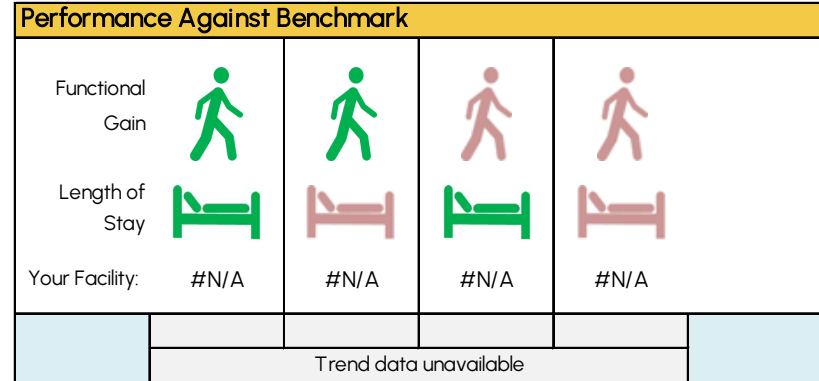 Performance Against Benchmark
Functional
Gain
Length of
Stay
Your Facility: #N/A #N/A #N/A #N/A
Trend data unavailable